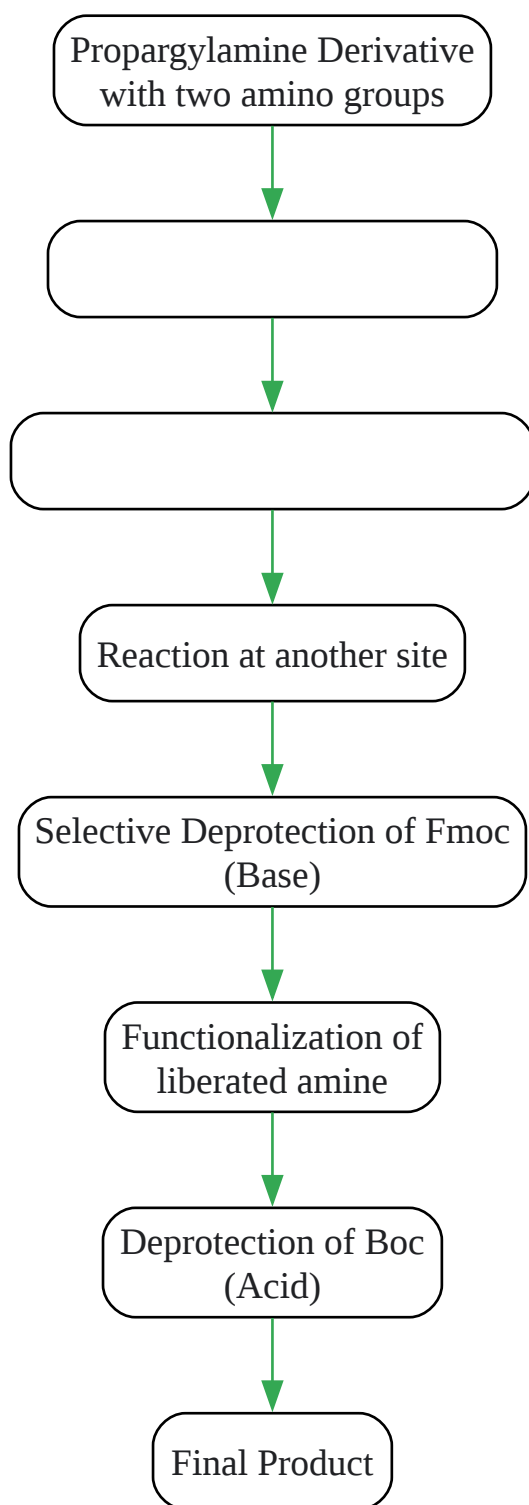 Propargylamine Derivative
with two amino groups
Reaction at another site
Selective Deprotection of Fmoc
(Base)
Functionalization of
liberated amine
Deprotection of Boc
(Acid)
Final Product